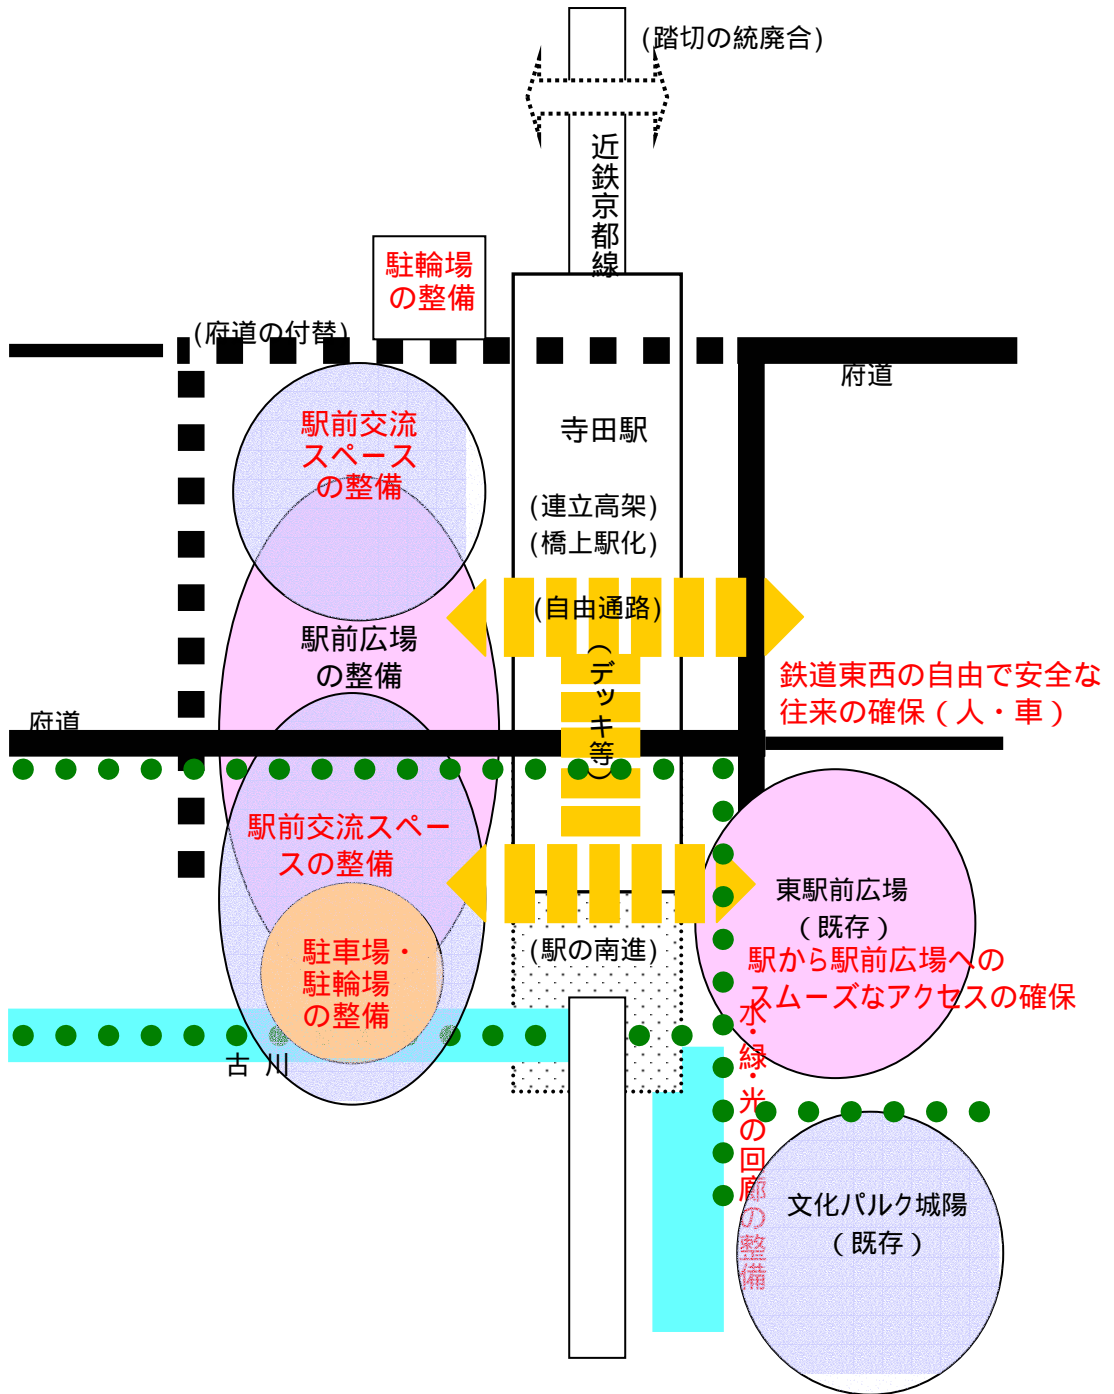 (踏切の統廃合)
近鉄京都線
駐輪場
の整備
(府道の付替)
府道
駅前交流
スペース
の整備
寺田駅
(連立高架)
(橋上駅化)
(自由通路)
(デッキ等)
駅前広場
の整備
鉄道東西の自由で安全な
往来の確保(人・車)
府道
駅前交流スペー
スの整備
東駅前広場
(既存)
駅から駅前広場への
スムーズなアクセスの確保
(駅の南進)
駐車場・
駐輪場
の整備
古 川
水・緑・光の回廊の整備
文化パルク城陽
(既存)